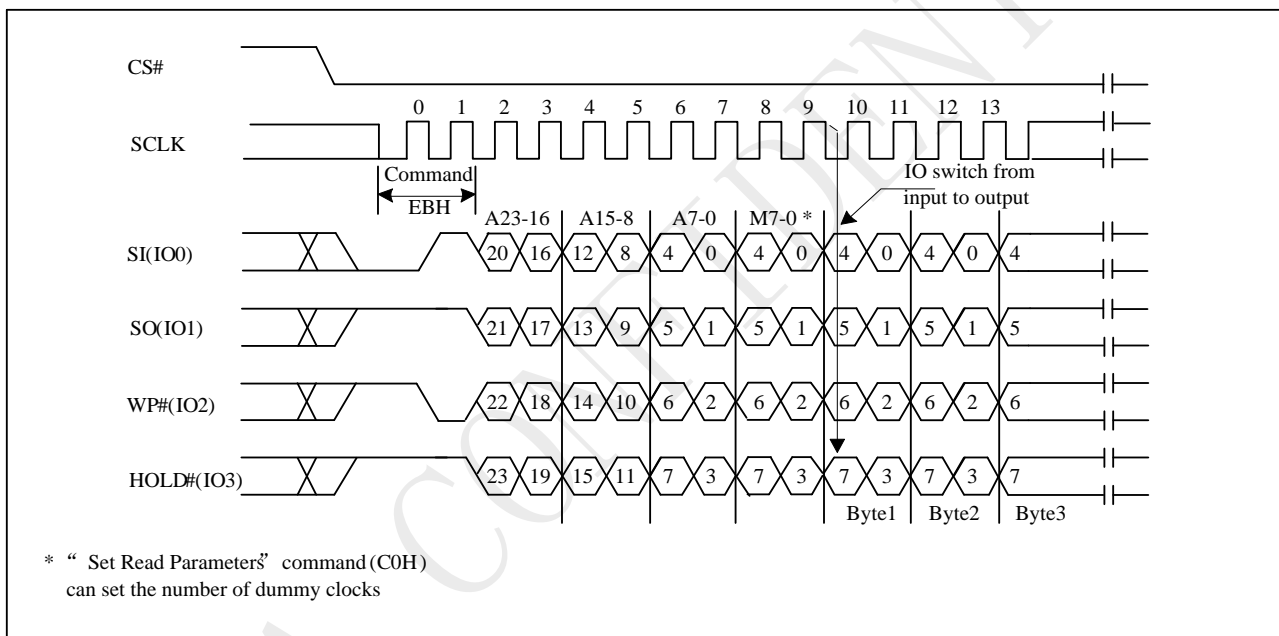 CS#
0 1 2 3 4 5 6 7 8 9 10 11 12 13
SCLK
Command
IO switch from
input to output
EBH
A23-16 A15-8 A7-0 M7-0 *
SI(IO0) 20 16 12 8 4 0 4 0 4 0 4 0 4
SO(IO1) 21 17 13 9 5 1 5 1 5 1 5 1 5
WP#(IO2) 22 18 14 10 6 2 6 2 6 2 6 2 6
HOLD#(IO3) 23 19 15 11 7 3 7 3 7 3 7 3 7
Byte1 Byte2 Byte3
* “ Set Read Parameters” command (C0H)
can set the number of dummy clocks
CONFIDENT